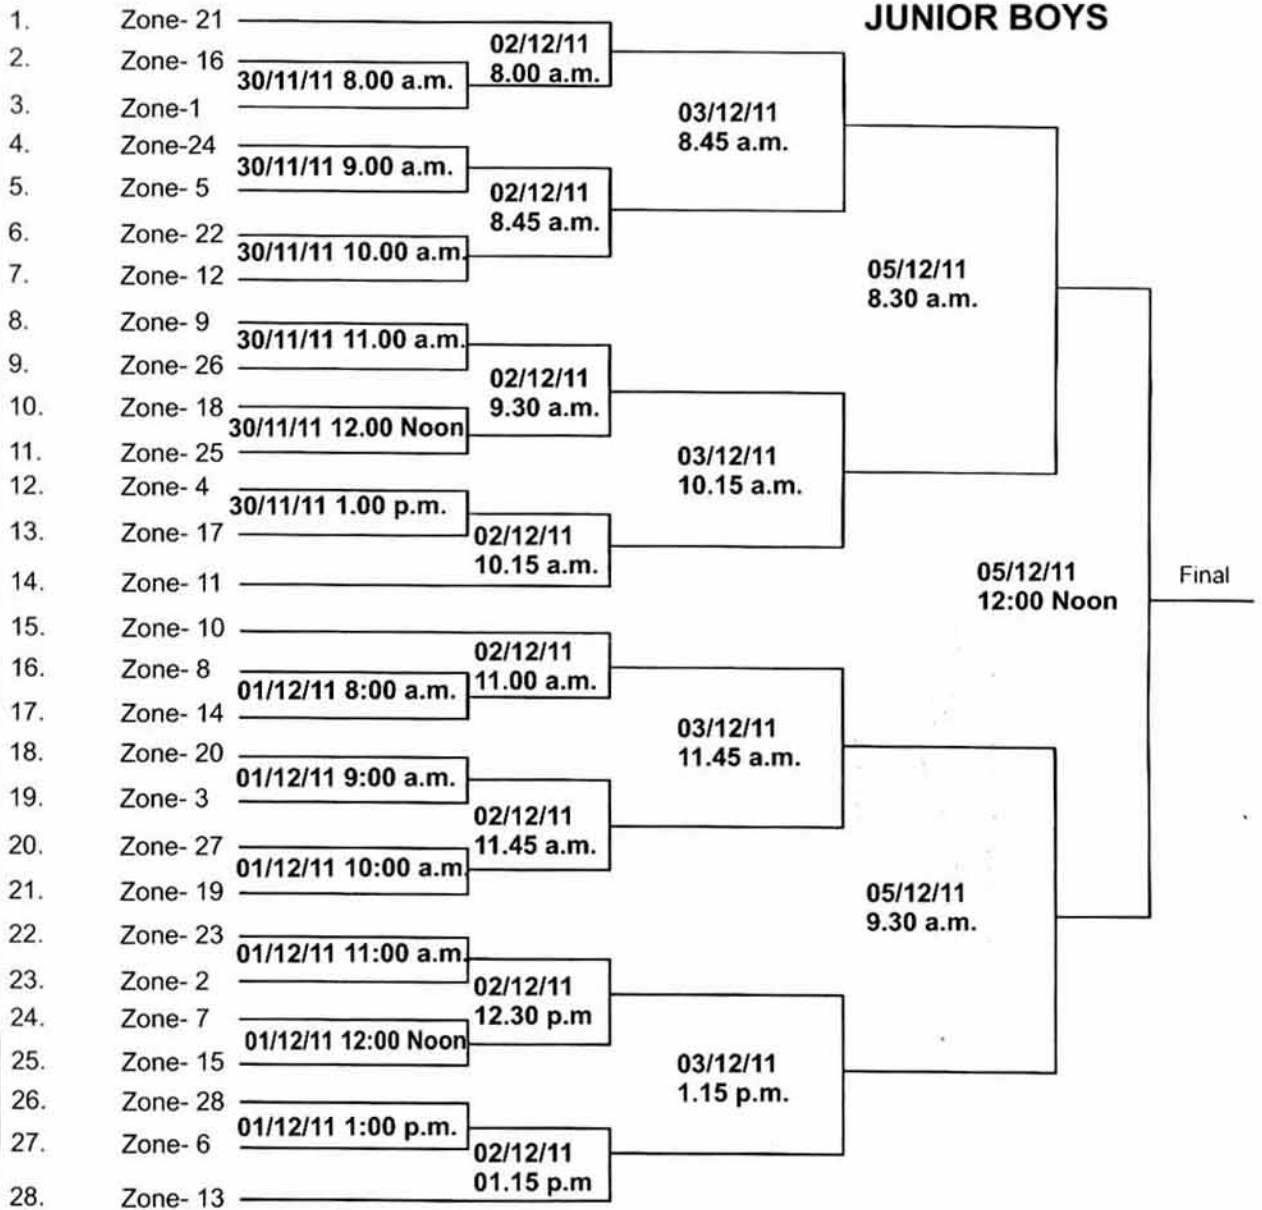 JUNIOR BOYS
1. Zone- 21
02/12/11
8.00 a.m.
2. Zone- 16
30/11/11 8.00 a.m.
3. Zone-1
03/12/11
8.45 a.m.
4. Zone-24
30/11/11 9.00 a.m.
5. Zone- 5
02/12/11
8.45 a.m.
6. Zone- 22
30/11/11 10.00 a.m.
7. Zone- 12
05/12/11
8.30 a.m.
8. Zone- 9
30/11/11 11.00 a.m.
9. Zone- 26
02/12/11
9.30 a.m.
10. Zone- 18
30/11/11 12.00 Noon
11. Zone- 25
03/12/11
10.15 a.m.
12. Zone- 4
30/11/11 1.00 p.m.
13. Zone- 17
02/12/11
10.15 a.m.
14. Zone- 11
05/12/11
12:00 Noon
Final
15. Zone- 10
02/12/11
11.00 a.m.
16. Zone- 8
01/12/11 8:00 a.m.
17. Zone- 14
03/12/11
11.45 a.m.
18. Zone- 20
01/12/11 9:00 a.m.
19. Zone- 3
02/12/11
11.45 a.m.
20. Zone- 27
01/12/11 10:00 a.m.
21. Zone- 19
05/12/11
9.30 a.m.
22. Zone- 23
01/12/11 11:00 a.m.
23. Zone- 2
02/12/11
12.30 p.m
24. Zone- 7
01/12/11 12:00 Noon
25. Zone- 15
03/12/11
1.15 p.m.
26. Zone- 28
01/12/11 1:00 p.m.
27. Zone- 6
02/12/11
01.15 p.m
28. Zone- 13